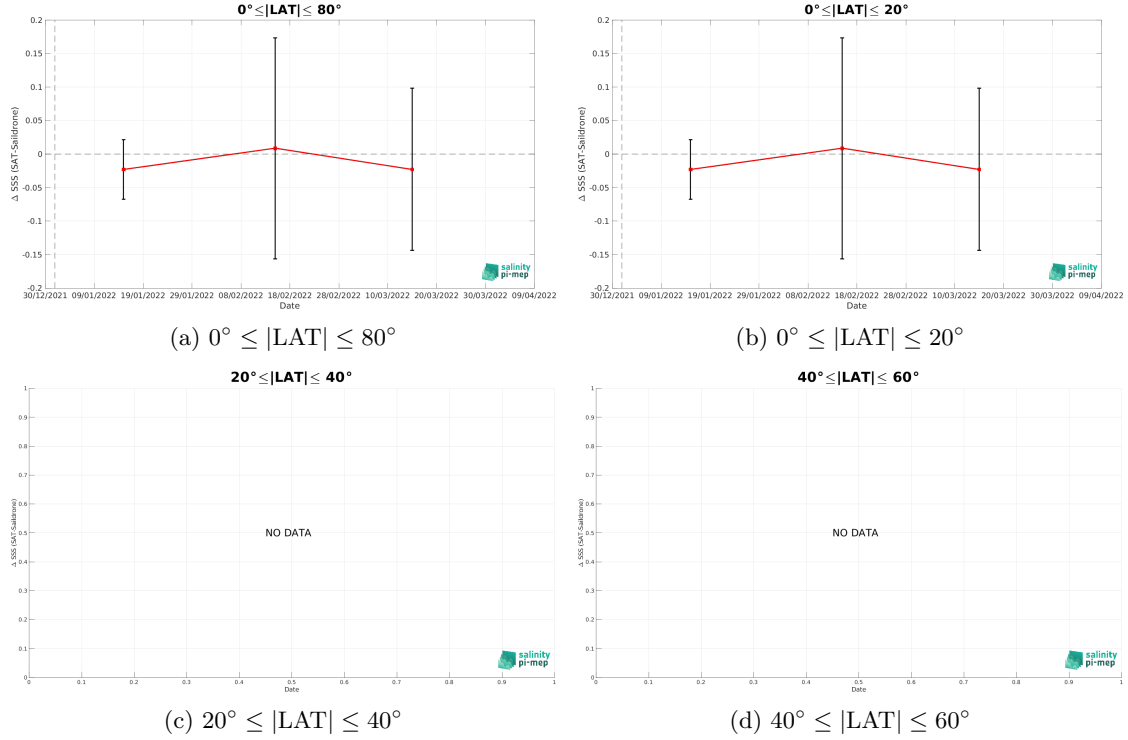 0°≤|LAT|≤ 80°
0.2
0.15
0.1
0.05
0
-0.05
-0.1
-0.15
-0.2
Δ SSS (SAT-Saildrone)
30/12/2021 09/01/2022 19/01/2022 29/01/2022 08/02/2022 18/02/2022 28/02/2022 10/03/2022 20/03/2022 30/03/2022 09/04/2022
Date
salinity
pi-mep
(a) 0° ≤ |LAT| ≤ 80°
0°≤|LAT|≤ 20°
0.2
0.15
0.1
0.05
0
-0.05
-0.1
-0.15
-0.2
Δ SSS (SAT-Saildrone)
30/12/2021 09/01/2022 19/01/2022 29/01/2022 08/02/2022 18/02/2022 28/02/2022 10/03/2022 20/03/2022 30/03/2022 09/04/2022
Date
salinity
pi-mep
(b) 0° ≤ |LAT| ≤ 20°
20°≤|LAT|≤ 40°
1
0.9
0.8
0.7
0.6
0.5
0.4
0.3
0.2
0.1
0
Δ SSS (SAT-Saildrone)
NO DATA
0 0.1 0.2 0.3 0.4 0.5 0.6 0.7 0.8 0.9 1
Date
salinity
pi-mep
(c) 20° ≤ |LAT| ≤ 40°
40°≤|LAT|≤ 60°
1
0.9
0.8
0.7
0.6
0.5
0.4
0.3
0.2
0.1
0
Δ SSS (SAT-Saildrone)
NO DATA
0 0.1 0.2 0.3 0.4 0.5 0.6 0.7 0.8 0.9 1
Date
salinity
pi-mep
(d) 40° ≤ |LAT| ≤ 60°